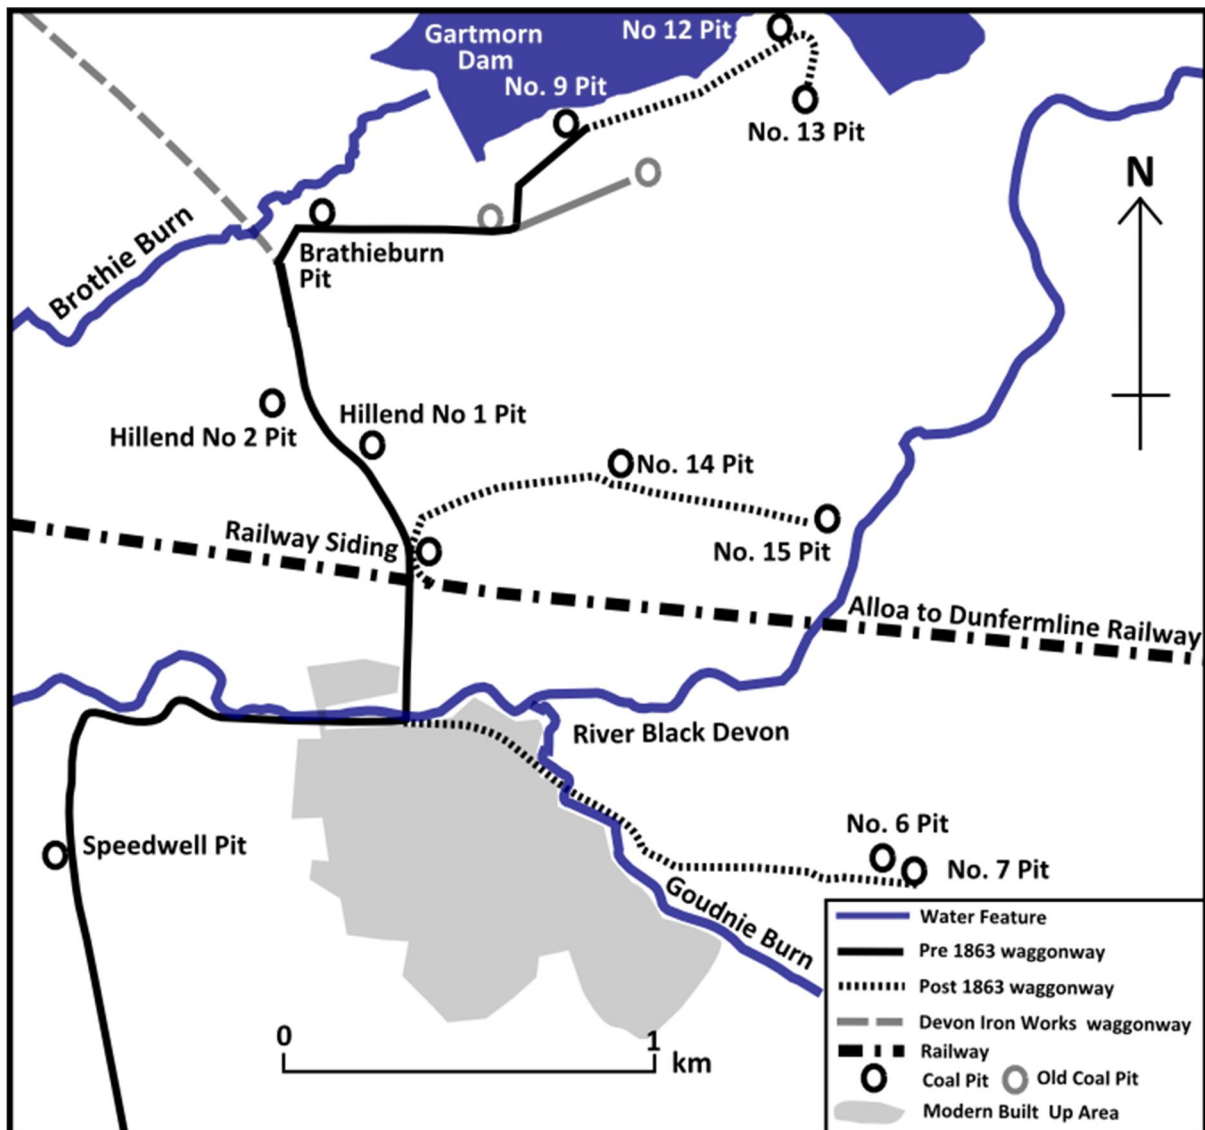 Gartmorn
Dam
No 12 Pit
No. 9 Pit
No. 13 Pit
N
Brothie Burn
Brathieburn
Pit
Hillend No 1 Pit
Hillend No 2 Pit
No. 14 Pit
Railway Siding
No. 15 Pit
Alloa to Dunfermline Railway
River Black Devon
Speedwell Pit
No. 6 Pit
No. 7 Pit
Goudnie Burn
0
1
km
Water Feature
Pre 1863 waggonway
Post 1863 waggonway
Devon Iron Works waggonway
Railway
Coal Pit
Old Coal Pit
Modern Built Up Area